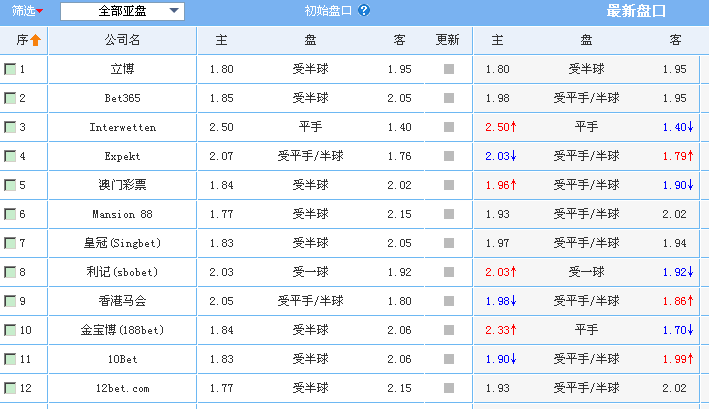 筛选 全部亚盘 初始盘口 ? 最新盘口
序 公司名 主 盘 客 更新 主 盘 客
1 立博 1.80 受半球 1.95 1.80 受半球 1.95
2 Bet365 1.85 受半球 2.05 1.98 受平手/半球 1.95
3 Interwetten 2.50 平手 1.40 2.50↑ 平手 1.40↓
4 Expekt 2.07 受平手/半球 1.76 2.03↓ 受平手/半球 1.79↑
5 澳门彩票 1.84 受半球 2.02 1.96↑ 受平手/半球 1.90↓
6 Mansion 88 1.77 受半球 2.15 1.93 受平手/半球 2.02
7 皇冠(Singbet) 1.83 受半球 2.05 1.97 受平手/半球 1.94
8 利记(sbobet) 2.03 受一球 1.92 2.03↑ 受一球 1.92↓
9 香港马会 2.05 受平手/半球 1.80 1.98↓ 受平手/半球 1.86↑
10 金宝博(188bet) 1.84 受半球 2.06 2.33↑ 平手 1.70↓
11 10Bet 1.83 受半球 2.06 1.90↓ 受平手/半球 1.99↑
12 12bet.com 1.77 受半球 2.15 1.93 受平手/半球 2.02